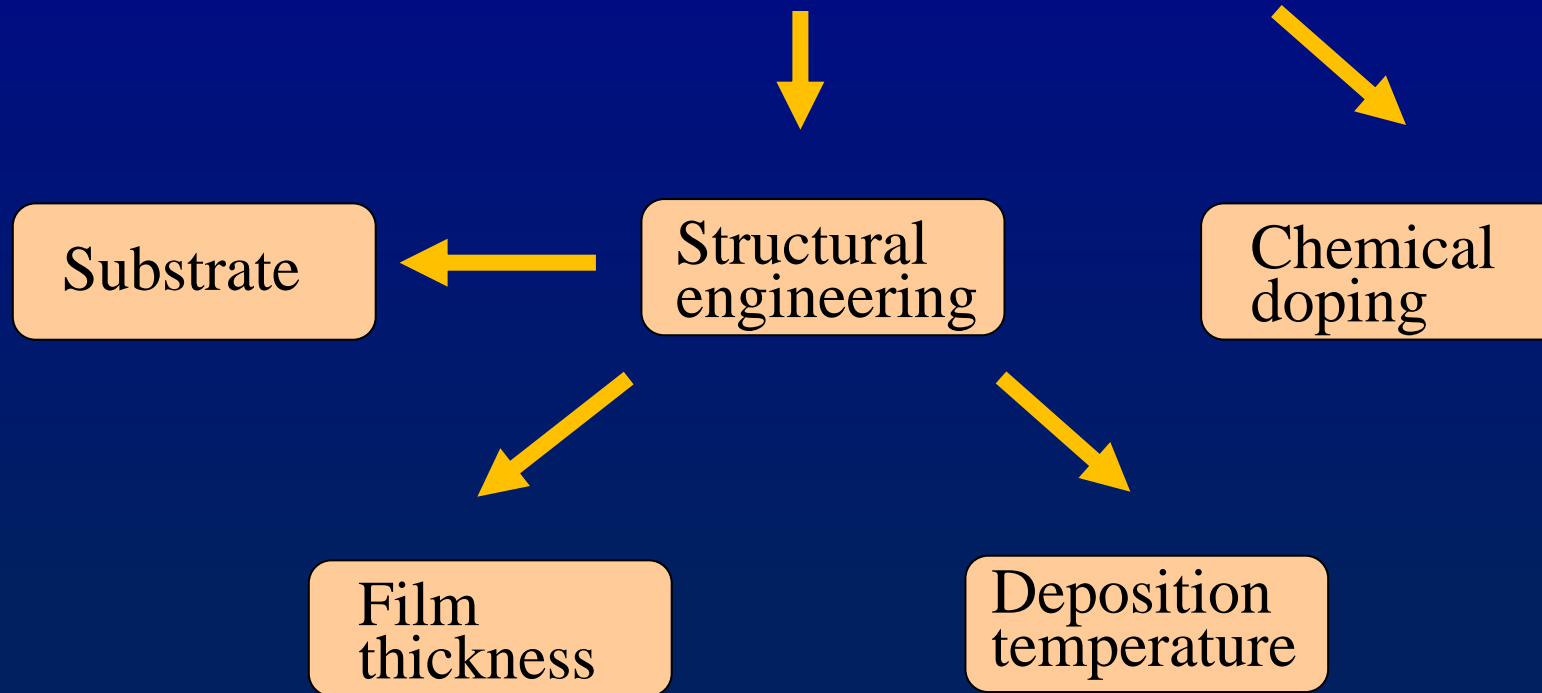 Substrate
Structural
engineering
Chemical
doping
Film
thickness
Deposition
temperature